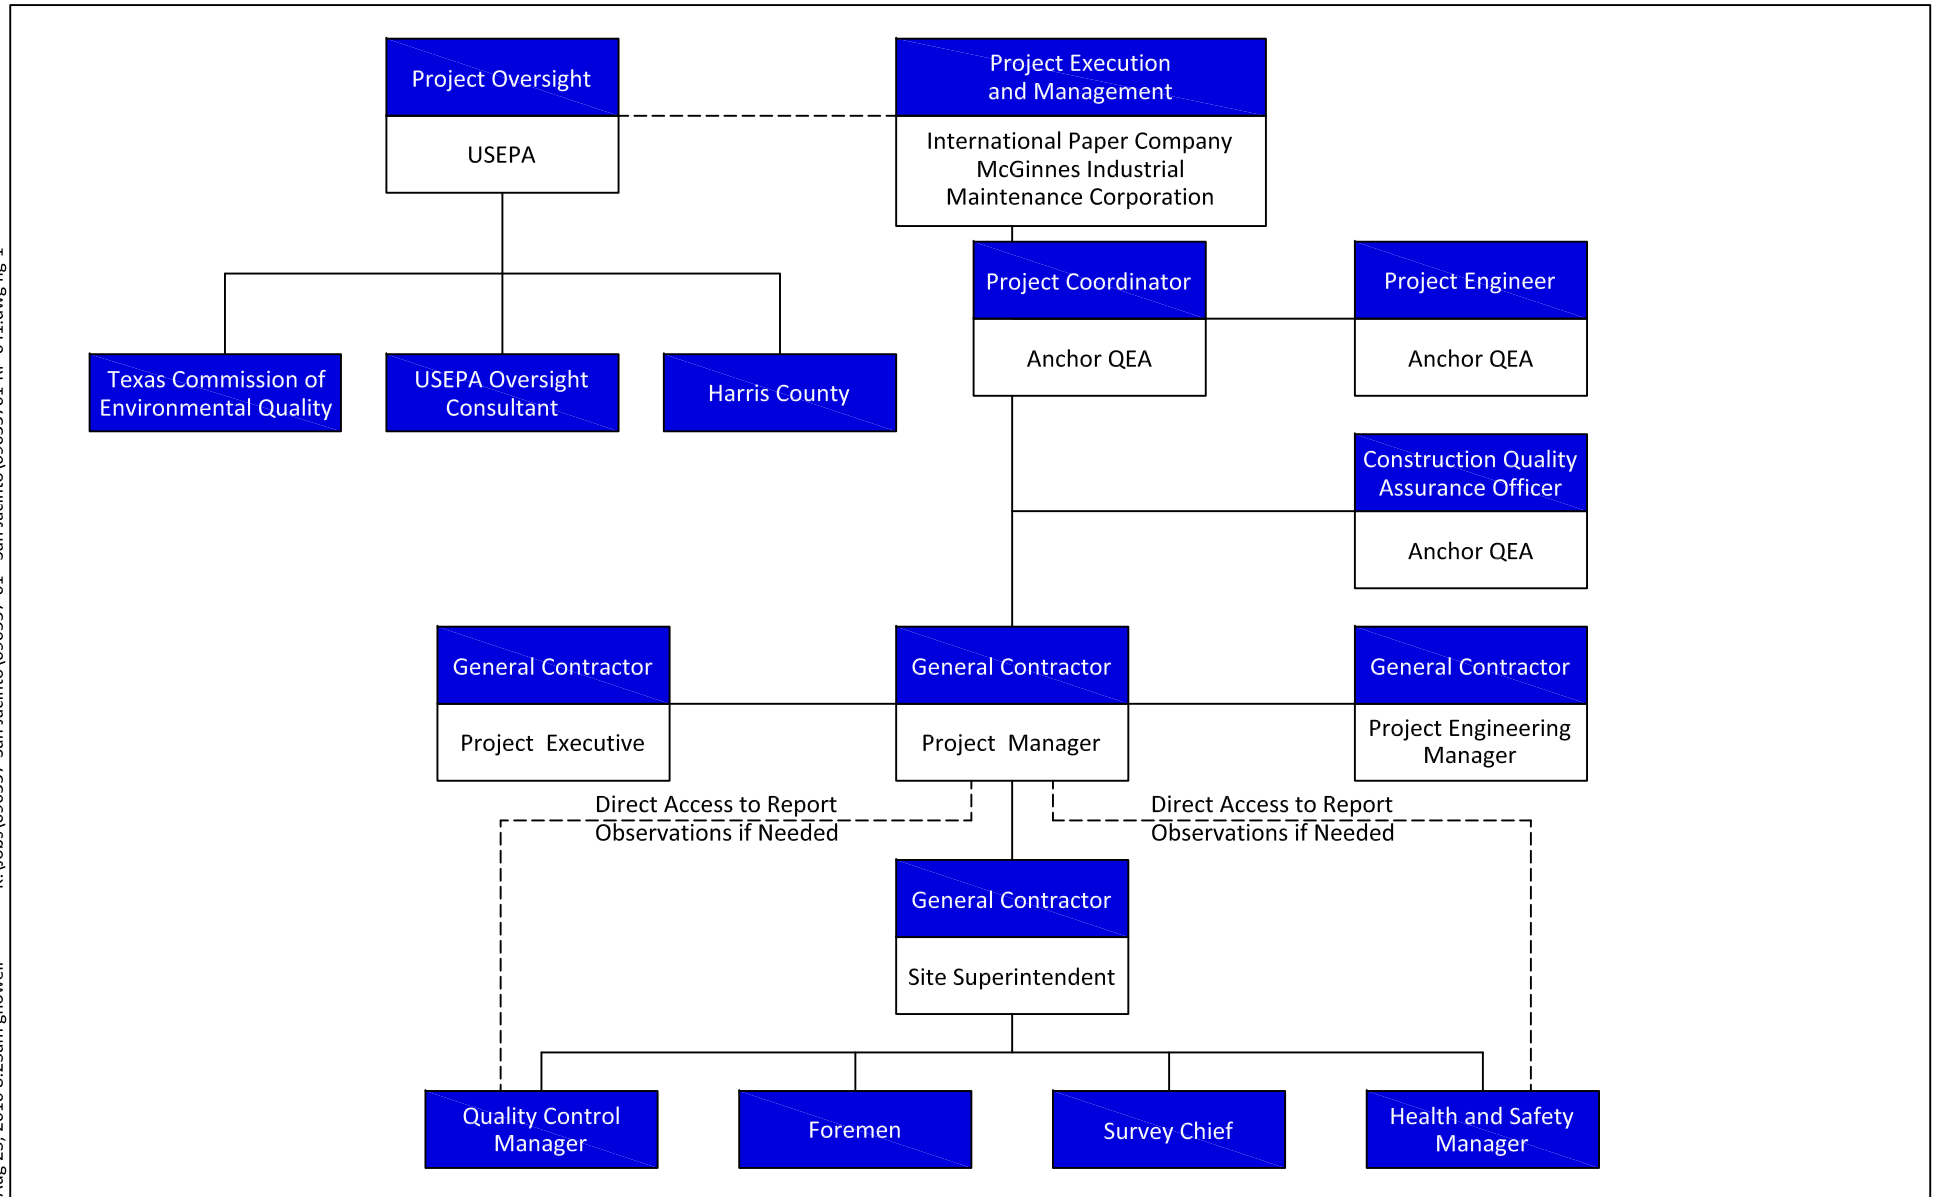 Project Oversight
USEPA
Project Execution
and Management
International Paper Company
McGinnes Industrial
Maintenance Corporation
Project Coordinator
Anchor QEA
Project Engineer
Anchor QEA
Texas Commission of
Environmental Quality
USEPA Oversight
Consultant
Harris County
Construction Quality
Assurance Officer
Anchor QEA
General Contractor
Project Executive
General Contractor
Project Manager
General Contractor
Project Engineering
Manager
Direct Access to Report
Observations if Needed
Direct Access to Report
Observations if Needed
General Contractor
Site Superintendent
Quality Control
Manager
Foremen
Survey Chief
Health and Safety
Manager